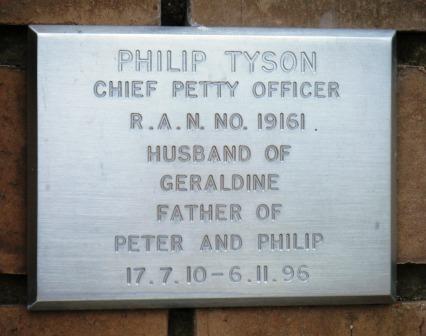 PHILIP TYSON
CHIEF PETTY OFFICER
R.A.N. NO. 19161
HUSBAND OF
GERALDINE
FATHER OF
PETER AND PHILIP
17.7.10-6.11.96